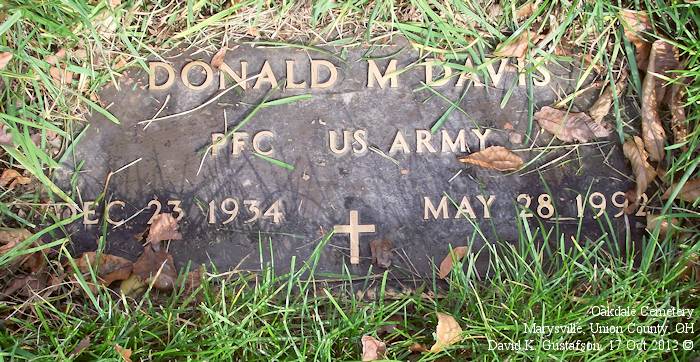 DONALD M DAVIS
PFC US ARMY
EC 23 1934 MAY 28 1992
Oakdale Cemetery
Marysville, Union County, OH
David K. Gustafson, 17 Oct 2012 ©